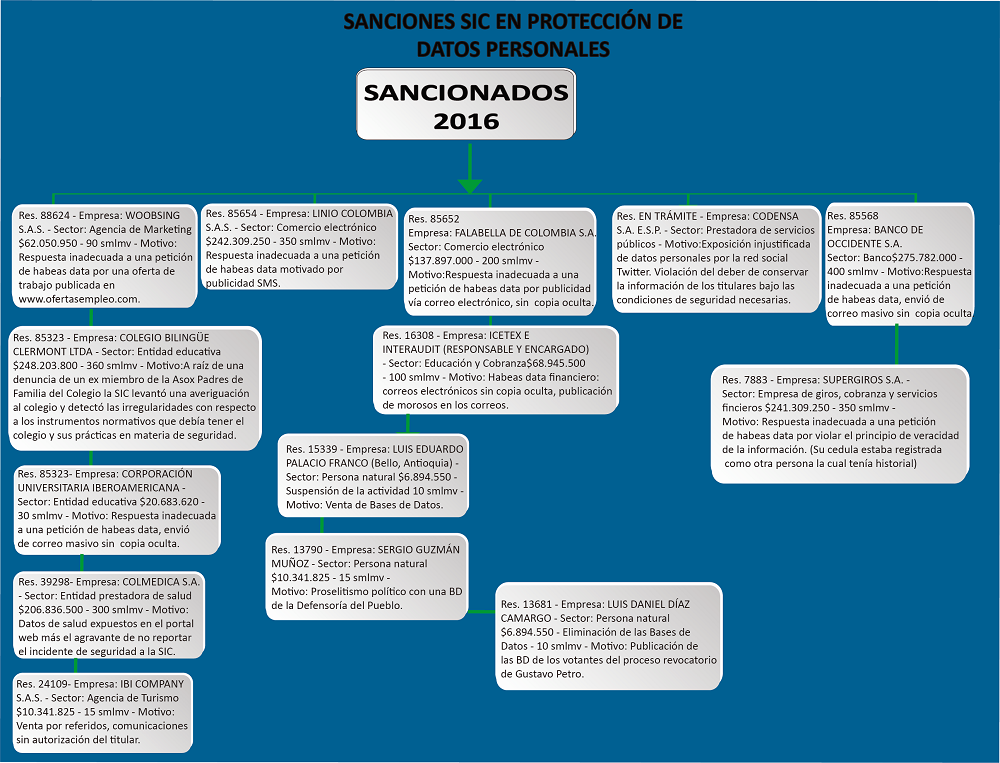 SANCIONES SIC EN PROTECCIÓN DE
DATOS PERSONALES
SANCIONADOS
2016
Res. 88624 - Empresa: WOOBSING
S.A.S. - Sector: Agencia de Marketing
$62.050.950 - 90 smlmv - Motivo:
Respuesta inadecuada a una petición
de habeas data por una oferta de
trabajo publicada en
www.ofertasempleo.com.
Res. 85654 - Empresa: LINIO COLOMBIA
S.A.S. - Sector: Comercio electrónico
$242.309.250 - 350 smlmv - Motivo:
Respuesta inadecuada a una petición
de habeas data motivado por
publicidad SMS.
Res. 85652
Empresa: FALABELLA DE COLOMBIA S.A.
Sector: Comercio electrónico
$137.897.000 - 200 smlmv -
Motivo:Respuesta inadecuada a una
petición de habeas data por publicidad
vía correo electrónico, sin copia oculta.
Res. EN TRÁMITE - Empresa: CODENSA
S.A. E.S.P. - Sector: Prestadora de servicios
públicos - Motivo:Exposición injustificada
de datos personales por la red social
Twitter. Violación del deber de conservar
la información de los titulares bajo las
condiciones de seguridad necesarias.
Res. 85568
Empresa: BANCO DE
OCCIDENTE S.A.
Sector: Banco$275.782.000 -
400 smlmv - Motivo:Respuesta
inadecuada a una petición
de habeas data, envió de
correo masivo sin copia oculta
Res. 85323 - Empresa: COLEGIO BILINGÜE
CLERMONT LTDA - Sector: Entidad educativa
$248.203.800 - 360 smlmv - Motivo:A raíz de una
denuncia de un ex miembro de la Asox Padres de
Familia del Colegio la SIC levantó una averiguación
al colegio y detectó las irregularidades con respecto
a los instrumentos normativos que debía tener el
colegio y sus prácticas en materia de seguridad.
Res. 16308 - Empresa: ICETEX E
INTERAUDIT (RESPONSABLE Y ENCARGADO)
- Sector: Educación y Cobranza$68.945.500
- 100 smlmv - Motivo: Habeas data financiero:
correos electrónicos sin copia oculta, publicación
de morosos en los correos.
Res. 7883 - Empresa: SUPERGIROS S.A. -
Sector: Empresa de giros, cobranza y servicios
fincieros $241.309.250 - 350 smlmv -
Motivo: Respuesta inadecuada a una petición
de habeas data por violar el principio de veracidad
de la información. (Su cedula estaba registrada
como otra persona la cual tenía historial)
Res. 15339 - Empresa: LUIS EDUARDO
PALACIO FRANCO (Bello, Antioquia) -
Sector: Persona natural $6.894.550 -
Suspensión de la actividad 10 smlmv -
Motivo: Venta de Bases de Datos.
Res. 85323- Empresa: CORPORACIÓN
UNIVERSITARIA IBEROAMERICANA -
Sector: Entidad educativa $20.683.620 -
30 smlmv - Motivo: Respuesta inadecuada
a una petición de habeas data, envió
de correo masivo sin copia oculta.
Res. 13790 - Empresa: SERGIO GUZMÁN
MUÑOZ - Sector: Persona natural
$10.341.825 - 15 smlmv -
Motivo: Proselitismo político con una BD
de la Defensoría del Pueblo.
Res. 39298- Empresa: COLMEDICA S.A.
- Sector: Entidad prestadora de salud
$206.836.500 - 300 smlmv - Motivo:
Datos de salud expuestos en el portal
web más el agravante de no reportar
el incidente de seguridad a la SIC.
Res. 13681 - Empresa: LUIS DANIEL DÍAZ
CAMARGO - Sector: Persona natural
$6.894.550 - Eliminación de las Bases de
Datos - 10 smlmv - Motivo: Publicación de
las BD de los votantes del proceso revocatorio
de Gustavo Petro.
Res. 24109- Empresa: IBI COMPANY
S.A.S. - Sector: Agencia de Turismo
$10.341.825 - 15 smlmv - Motivo:
Venta por referidos, comunicaciones
sin autorización del titular.